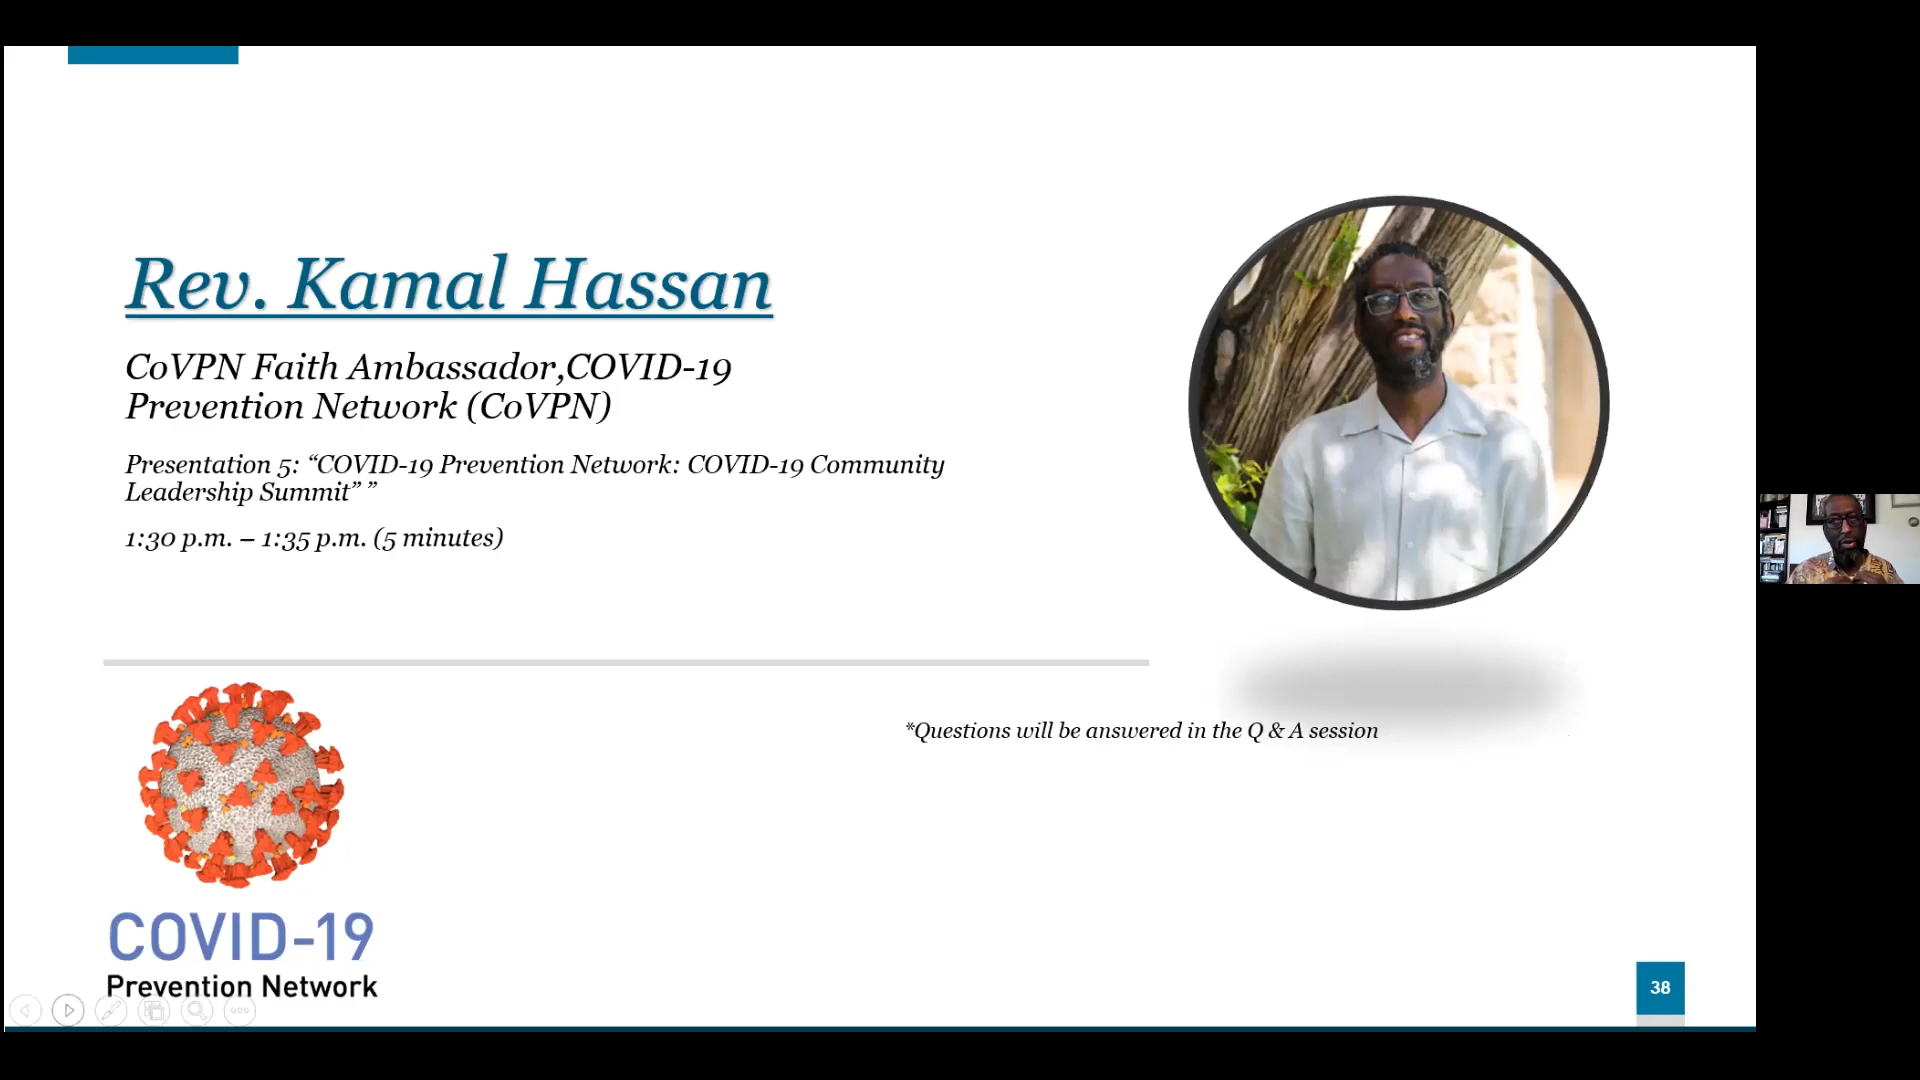 Rev. Kamal Hassan
CoVPN Faith Ambassador,COVID-19
Prevention Network (CoVPN)
Presentation 5: “COVID-19 Prevention Network: COVID-19 Community
Leadership Summit” ”
1:30 p.m. – 1:35 p.m. (5 minutes)
*Questions will be answered in the Q & A session
COVID-19
Prevention Network
38